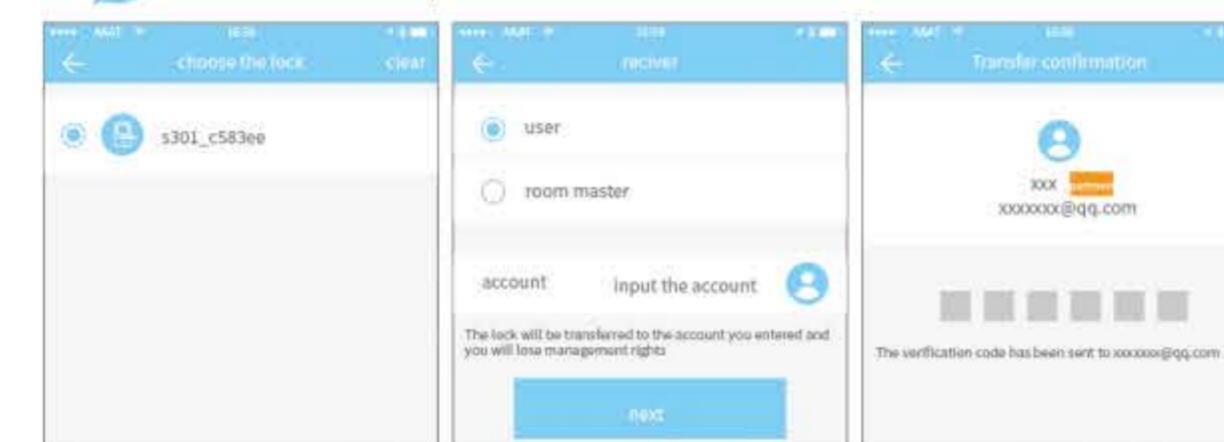 choose the lock
clear
s301_c583ee
reciver
user
room master
account
input the account
The lock will be transferred to the account you entered and
you will lose management rights
next
Transfer confirmation
xxx
xxxxxxx@qq.com
The verification code has been sent to xxxxxxx@qq.com